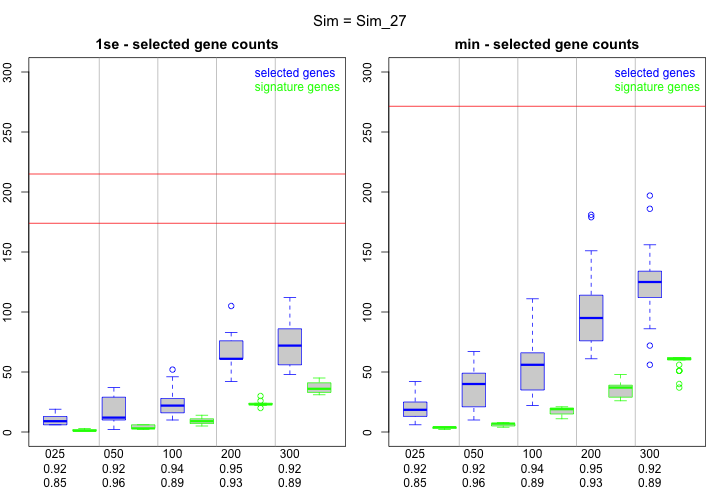 Sim = Sim_27
1se - selected gene counts
selected genes
signature genes
300
250
200
150
100
50
0
025 050 100 200 300
0.92 0.92 0.94 0.95 0.92
0.85 0.96 0.89 0.93 0.89
min - selected gene counts
selected genes
signature genes
300
250
200
150
100
50
0
025 050 100 200 300
0.92 0.92 0.94 0.95 0.92
0.85 0.96 0.89 0.93 0.89